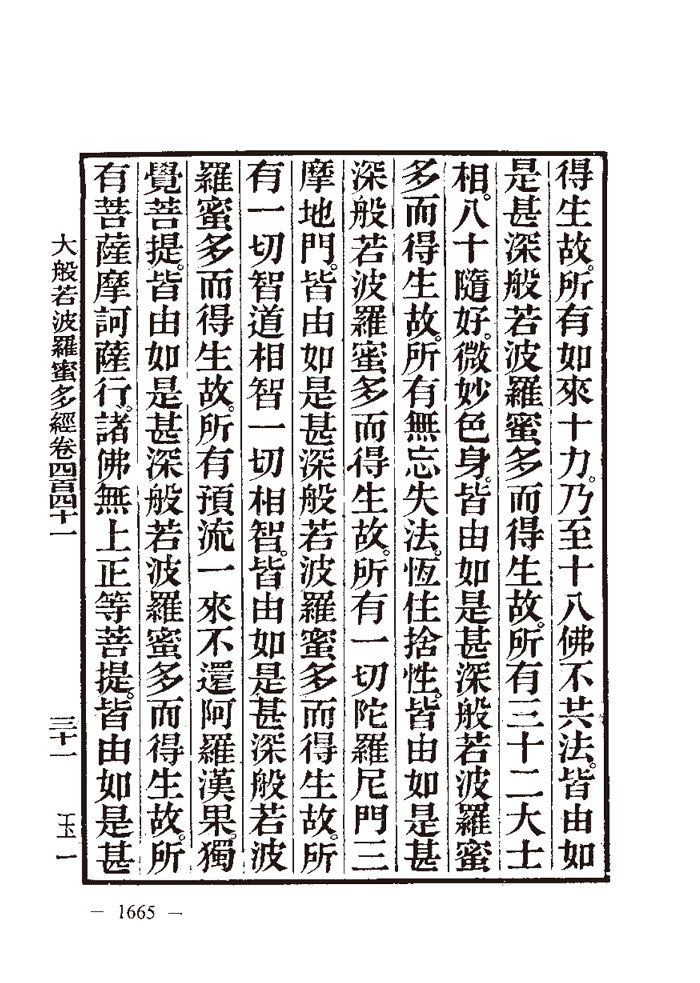 得生故。所有如來十力。乃至十八佛不共法。皆由如
是甚深般若波羅蜜多而得生故。所有三十二大士
相。八十隨好。微妙色身。皆由如是甚深般若波羅蜜
多而得生故。所有無忘失法。恆住捨性。皆由如是甚
深般若波羅蜜多而得生故。所有一切陀羅尼門三
摩地門。皆由如是甚深般若波羅蜜多而得生故。所
有一切智道相智一切相智。皆由如是甚深般若波
羅蜜多而得生故。所有預流一來不還阿羅漢果。獨
覺菩提。皆由如是甚深般若波羅蜜多而得生故。所
有菩薩摩訶薩行。諸佛無上正等菩提。皆由如是甚
大般若波羅蜜多經卷四百四十一 三十一 玉一
— 1665 —